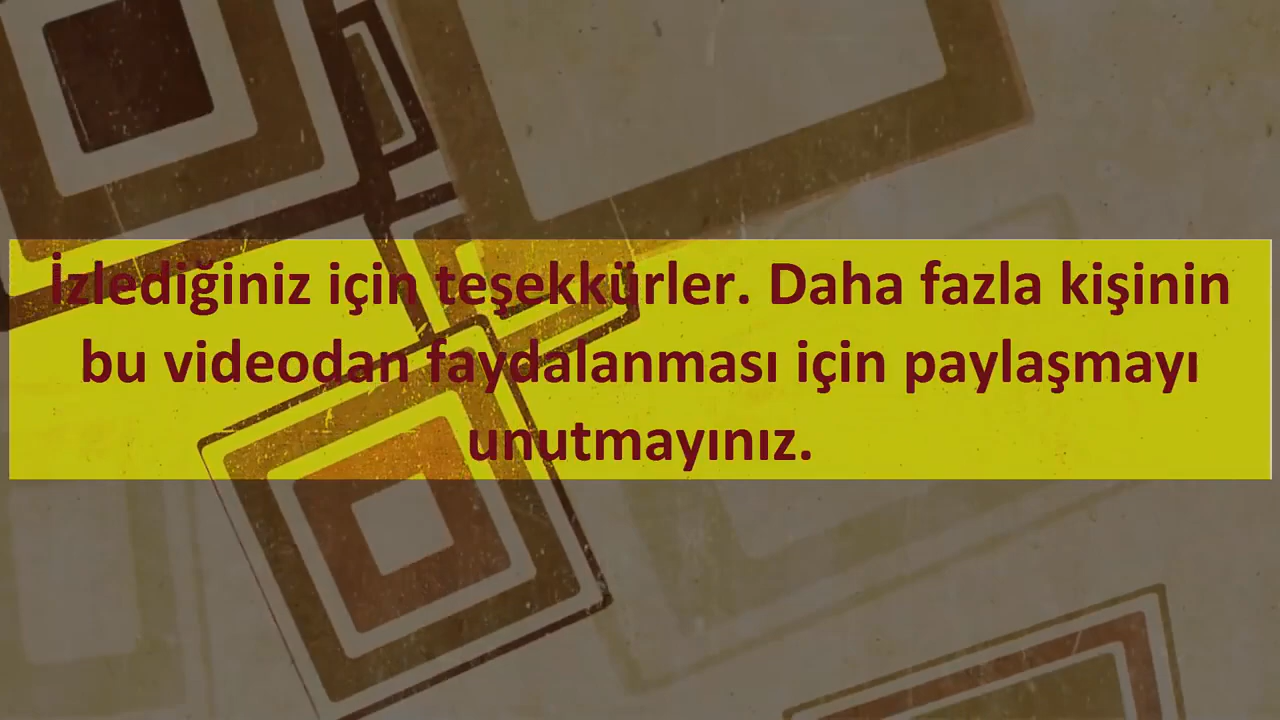 İzlediğiniz için teşekkürler. Daha fazla kişinin
bu videodan faydalanması için paylaşmayı
unutmayınız.